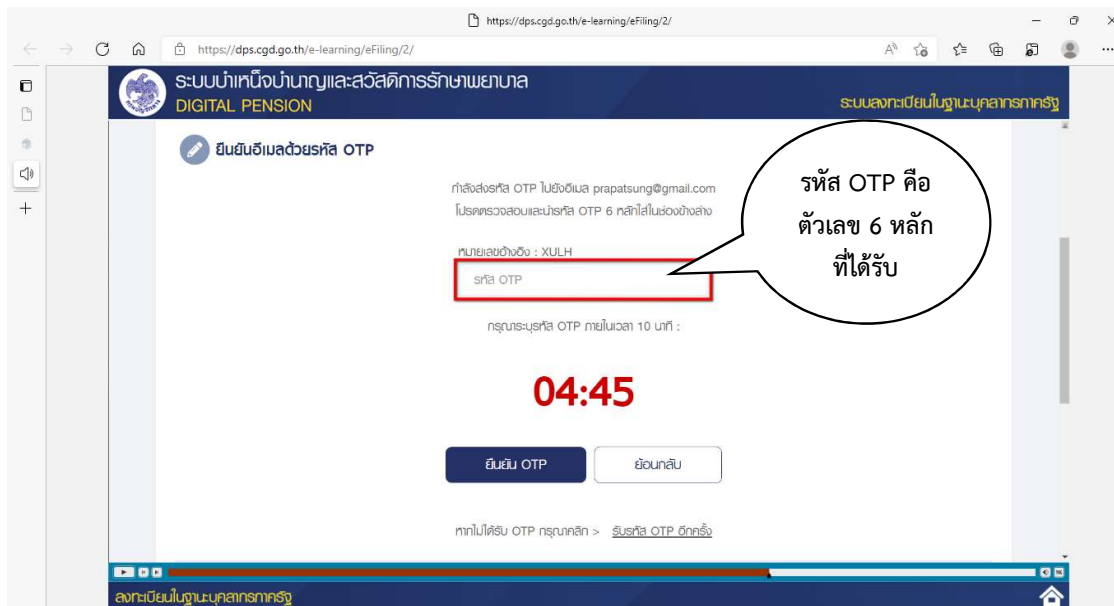 https://dps.cgd.go.th/e-learning/eFiling/2/
https://dps.cgd.go.th/e-learning/eFiling/2/
ระบบบำเหน็จบำนาญและสวัสดิการรักษาพยาบาล
DIGITAL PENSION
ระบบลงทะเบียนในฐานะบุคลากรภาครัฐ
ยืนยันอีเมลด้วยรหัส OTP
กำลังส่งรหัส OTP ไปยังอีเมล prapatsung@gmail.com
โปรดตรวจสอบและนำรหัส OTP 6 หลักใส่ในช่องข้างล่าง
หมายเลขอ้างอิง : XULH
รหัส OTP
รหัส OTP คือ
ตัวเลข 6 หลัก
ที่ได้รับ
กรุณาระบุรหัส OTP ภายในเวลา 10 นาที :
04:45
ยืนยัน OTP
ย้อนกลับ
หากไม่ได้รับ OTP กรุณาคลิก > รับรหัส OTP อีกครั้ง
ลงทะเบียนในฐานะบุคลากรภาครัฐ